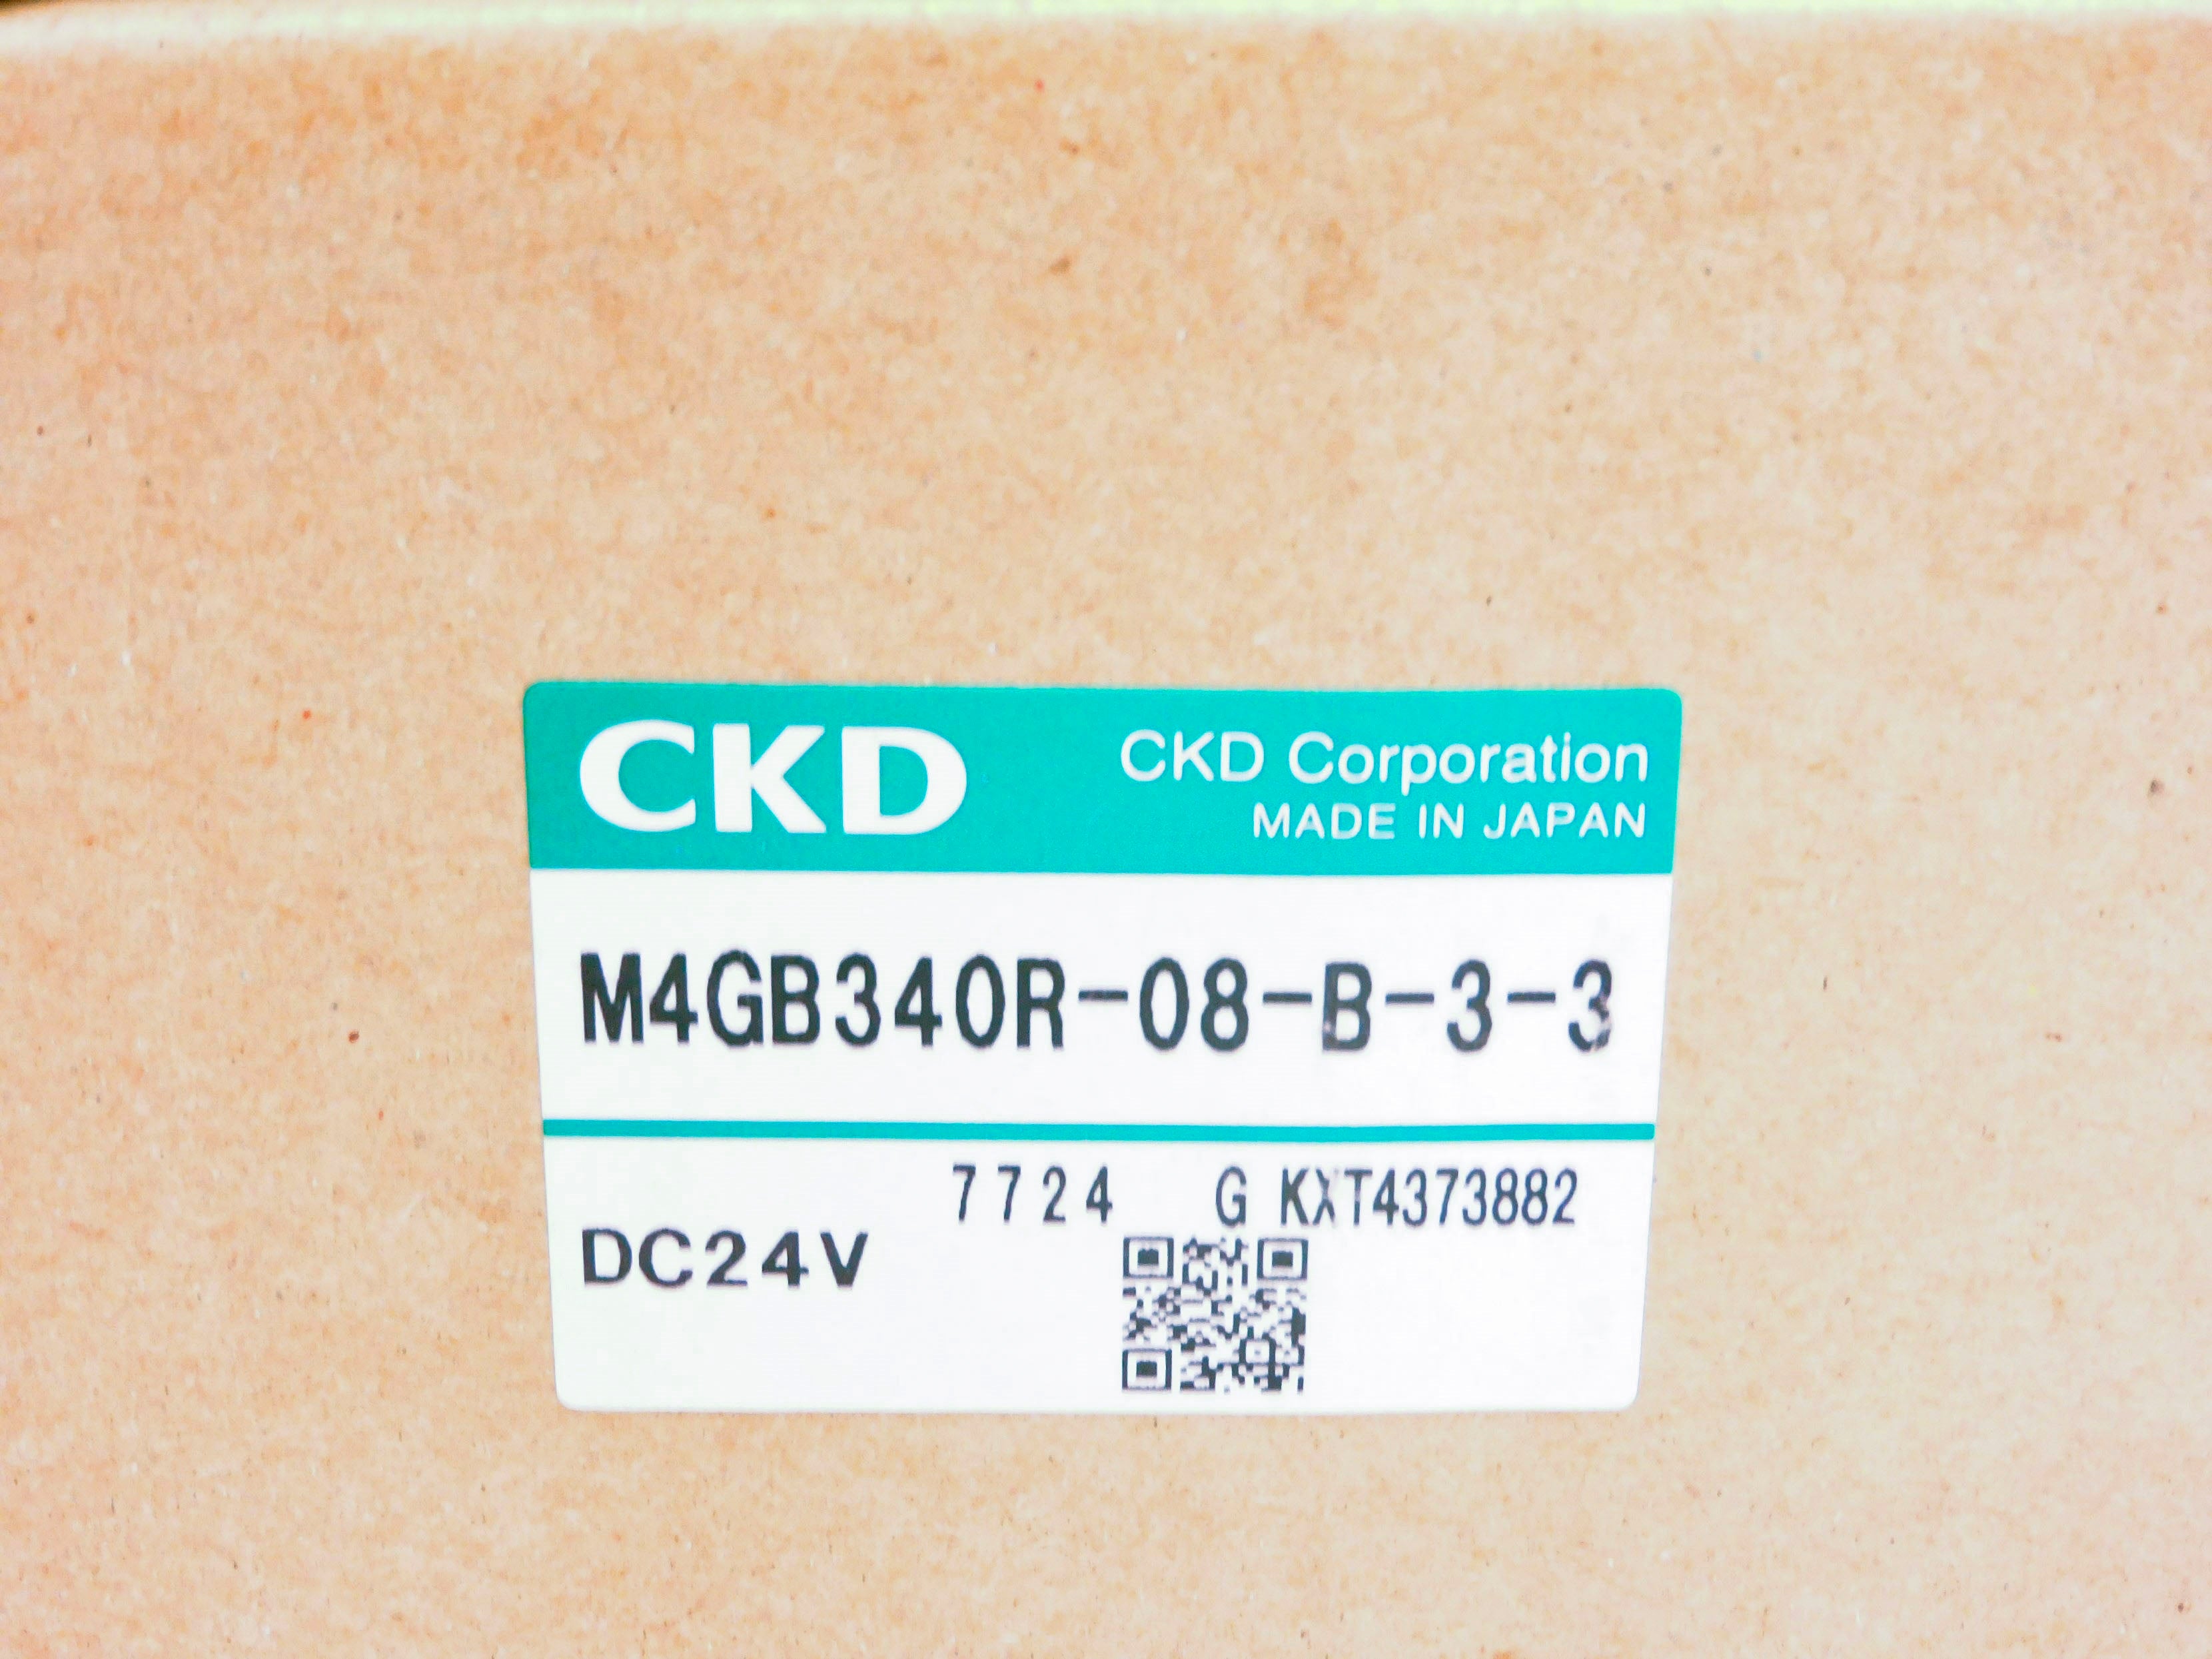 CKD
CKD Corporation
MADE IN JAPAN
M4GB340R-08-B-3-3
7724 G KXT4373882
DC24V